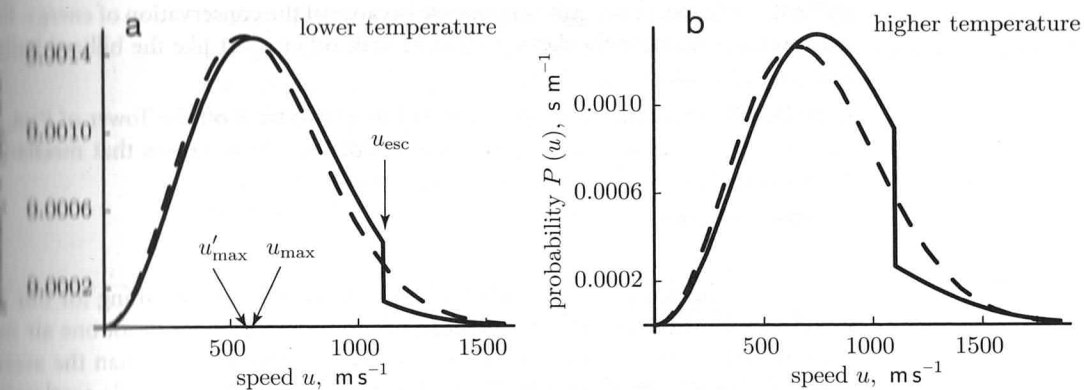 a
lower temperature
0.0014
0.0010
0.0006
0.0002
u_esc
u'_max
u_max
500
1000
1500
speed u, m s⁻¹
b
higher temperature
probability P (u), s m⁻¹
0.0010
0.0006
0.0002
500
1000
1500
speed u, m s⁻¹